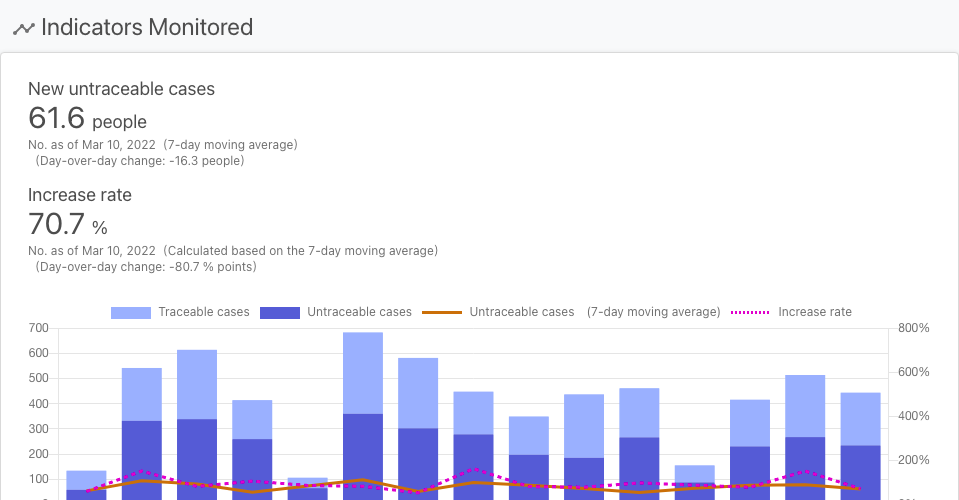 Indicators Monitored
New untraceable cases
61.6 people
No. as of Mar 10, 2022 (7-day moving average)
(Day-over-day change: -16.3 people)
Increase rate
70.7 %
No. as of Mar 10, 2022 (Calculated based on the 7-day moving average)
(Day-over-day change: -80.7 % points)
Traceable cases Untraceable cases Untraceable cases (7-day moving average) Increase rate
700 800%
600
500 600%
400 400%
300
200 200%
100